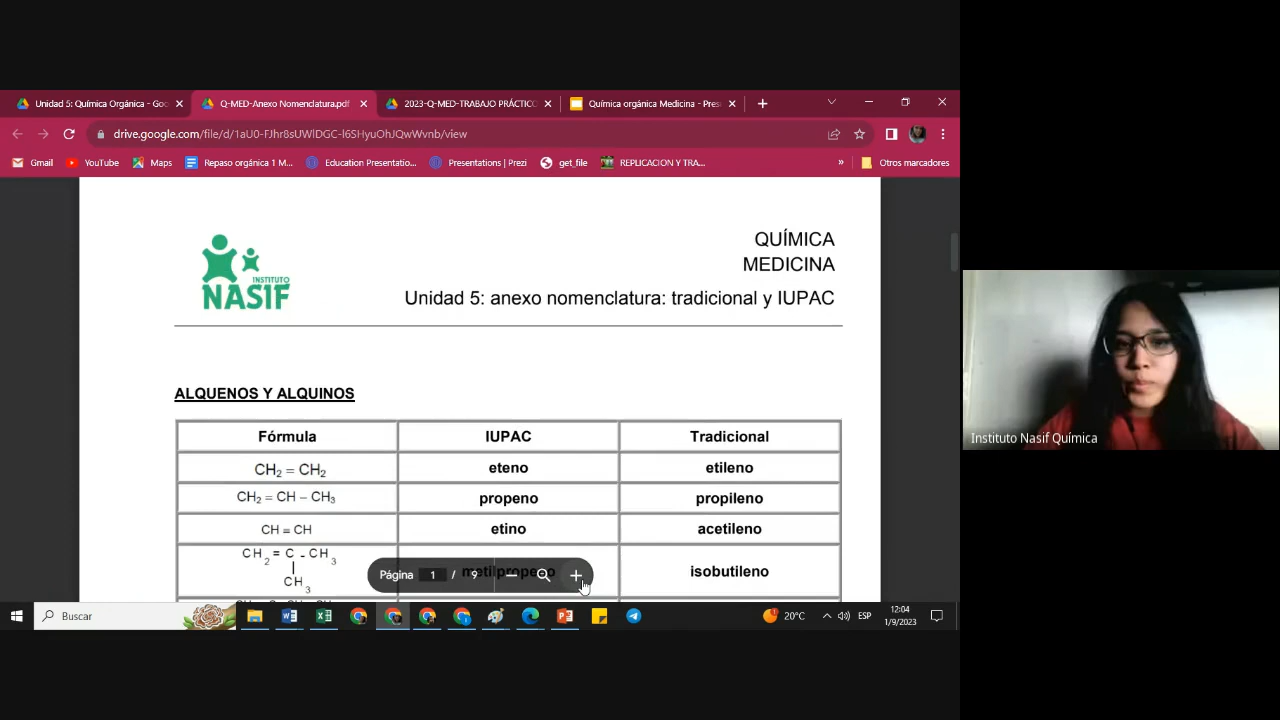 Unidad 5: Química Orgánica - Goo
Q-MED-Anexo Nomenclatura.pdf
2023-Q-MED-TRABAJO PRÁCTICO
Química orgánica Medicina - Pres
drive.google.com/file/d/1aU0-FJhr8sUWlDGC-l6SHyuOhJQwWvnb/view
Gmail
YouTube
Maps
Repaso orgánica 1 M...
Education Presentatio...
Presentations | Prezi
get_file
REPLICACION Y TRA...
»
Otros marcadores
INSTITUTO
NASIF
QUÍMICA
MEDICINA
Unidad 5: anexo nomenclatura: tradicional y IUPAC
ALQUENOS Y ALQUINOS
Fórmula IUPAC Tradicional
CH2 = CH2 eteno etileno
CH2 = CH – CH3 propeno propileno
CH = CH etino acetileno
CH2 = C - CH3
CH3
metilpropeno isobutileno
Página 1 / 9
Instituto Nasif Química
Buscar
20°C
ESP
12:04
1/9/2023